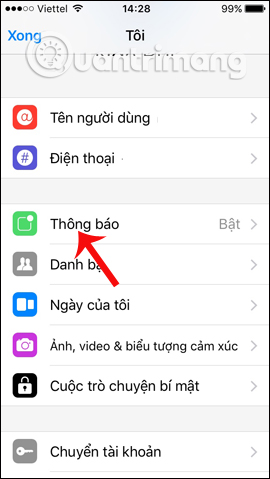 Viettel 14:28 99%
Xong Tôi
Quantrimang
Tên người dùng
Điện thoại
Thông báo Bật
Danh bạ
Ngày của tôi
Ảnh, video & biểu tượng cảm xúc
Cuộc trò chuyện bí mật
Chuyển tài khoản